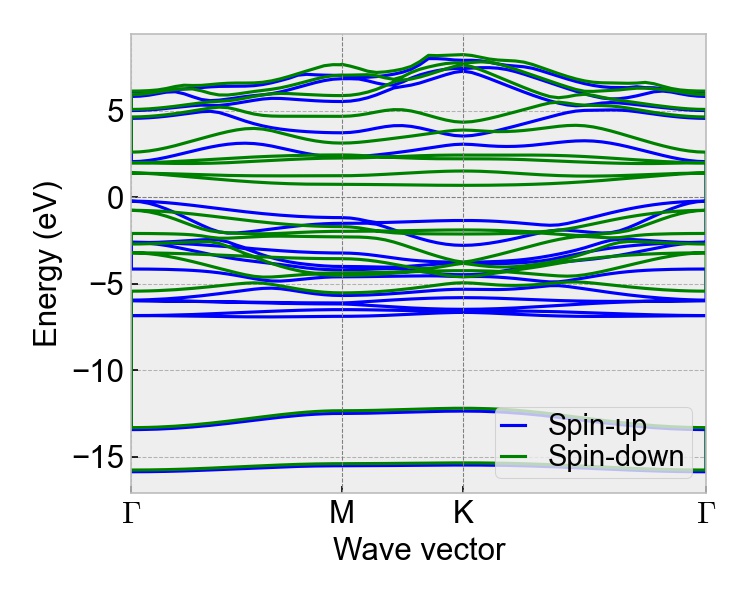 Energy (eV)
5
0
−5
−10
−15
Spin-up
Spin-down
Γ M K Γ
Wave vector